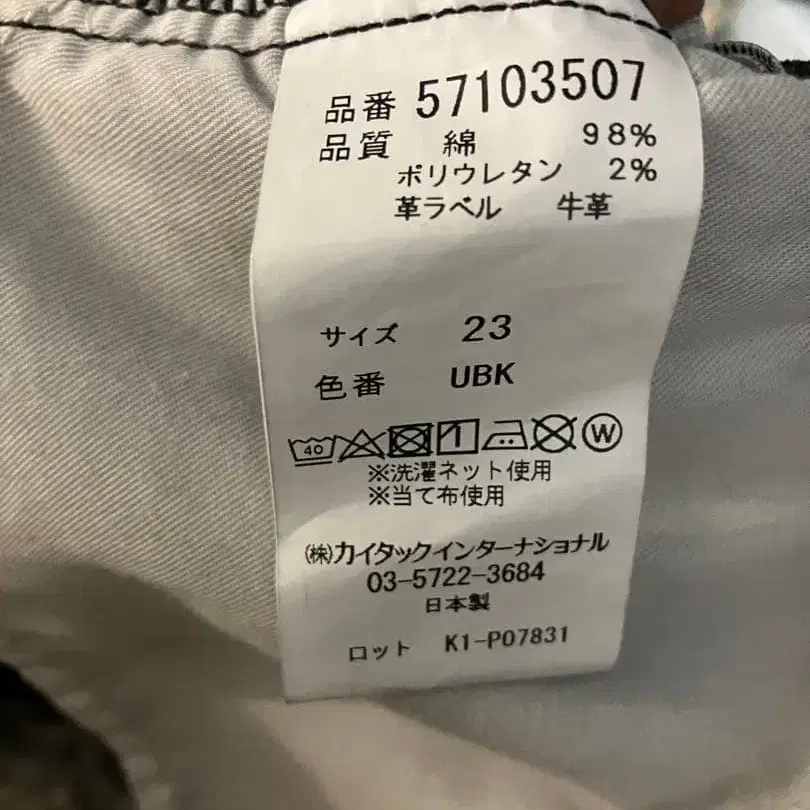 品番 57103507
品質 綿 98%
ポリウレタン 2%
革ラベル 牛革
サイズ 23
色番 UBK
40 W
※洗濯ネット使用
※当て布使用
㈱カイタックインターナショナル
03-5722-3684
日本製
ロット K1-P07831